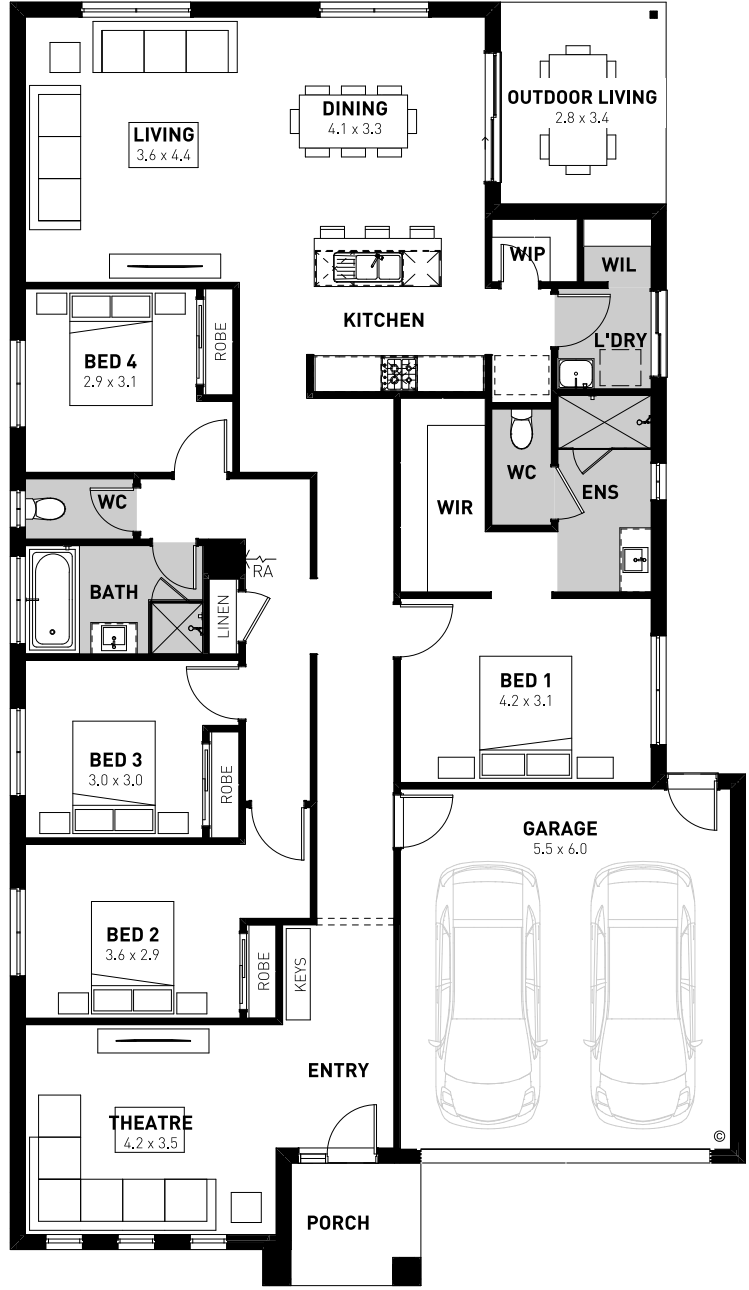 OUTDOOR LIVING
2.8 x 3.4
DINING
4.1 x 3.3
LIVING
3.6 x 4.4
WIP
WIL
KITCHEN
L'DRY
BED 4
2.9 x 3.1
ROBE
WC
WC
ENS
WIR
RA
BATH
LINEN
BED 1
4.2 x 3.1
BED 3
3.0 x 3.0
ROBE
GARAGE
5.5 x 6.0
BED 2
3.6 x 2.9
ROBE
KEYS
ENTRY
THEATRE
4.2 x 3.5
©
PORCH